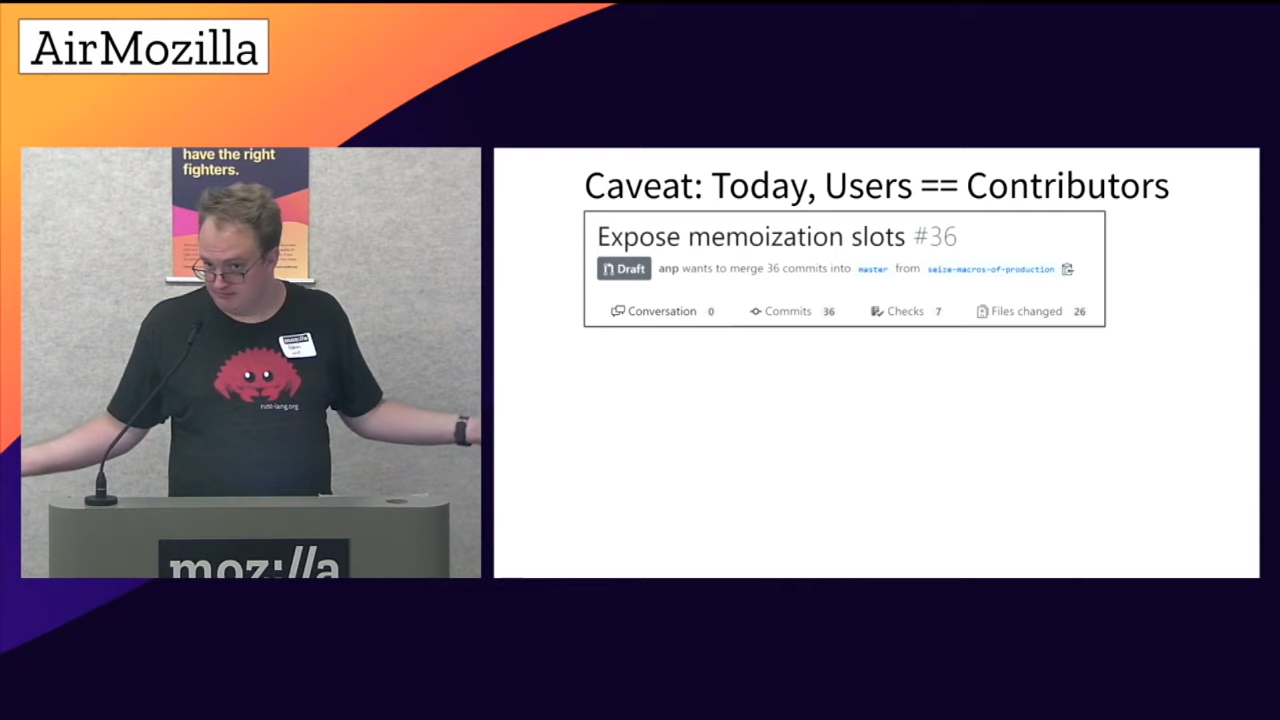 AirMozilla
have the right
fighters.
mozilla
rust-lang.org
moz://a
Caveat: Today, Users == Contributors
Expose memoization slots #36
Draft anp wants to merge 36 commits into master from seize-macros-of-production
Conversation 0 Commits 36 Checks 7 Files changed 26